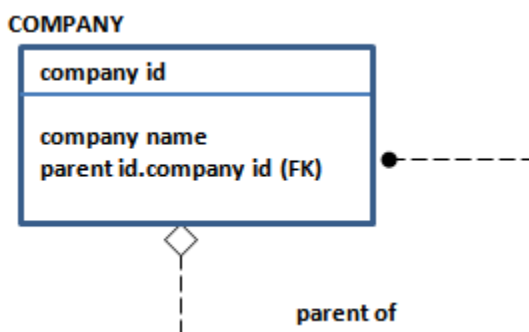 COMPANY
company id
company name
parent id.company id (FK)
parent of